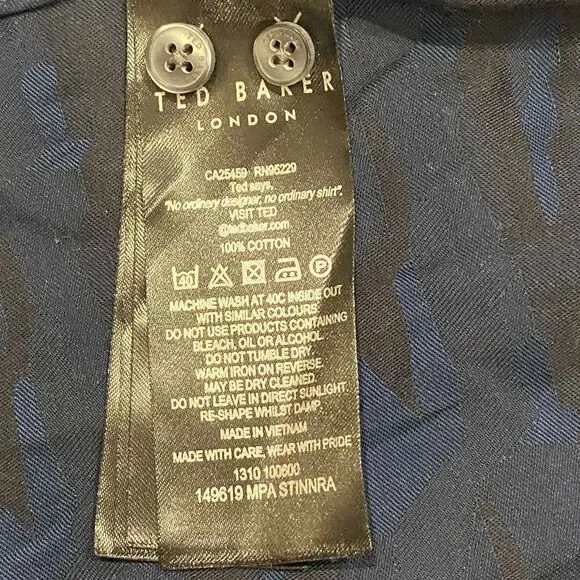 TED BAKER
LONDON
CA25459 RN95229
Ted says,
"No ordinary designer, no ordinary shirt".
VISIT TED
@tedbaker.com
100% COTTON
40 P
MACHINE WASH AT 40C INSIDE OUT
WITH SIMILAR COLOURS.
DO NOT USE PRODUCTS CONTAINING
BLEACH, OIL OR ALCOHOL.
DO NOT TUMBLE DRY.
WARM IRON ON REVERSE.
MAY BE DRY CLEANED.
DO NOT LEAVE IN DIRECT SUNLIGHT.
RE-SHAPE WHILST DAMP.
MADE IN VIETNAM
MADE WITH CARE, WEAR WITH PRIDE
1310 100600
149619 MPA STINNRA